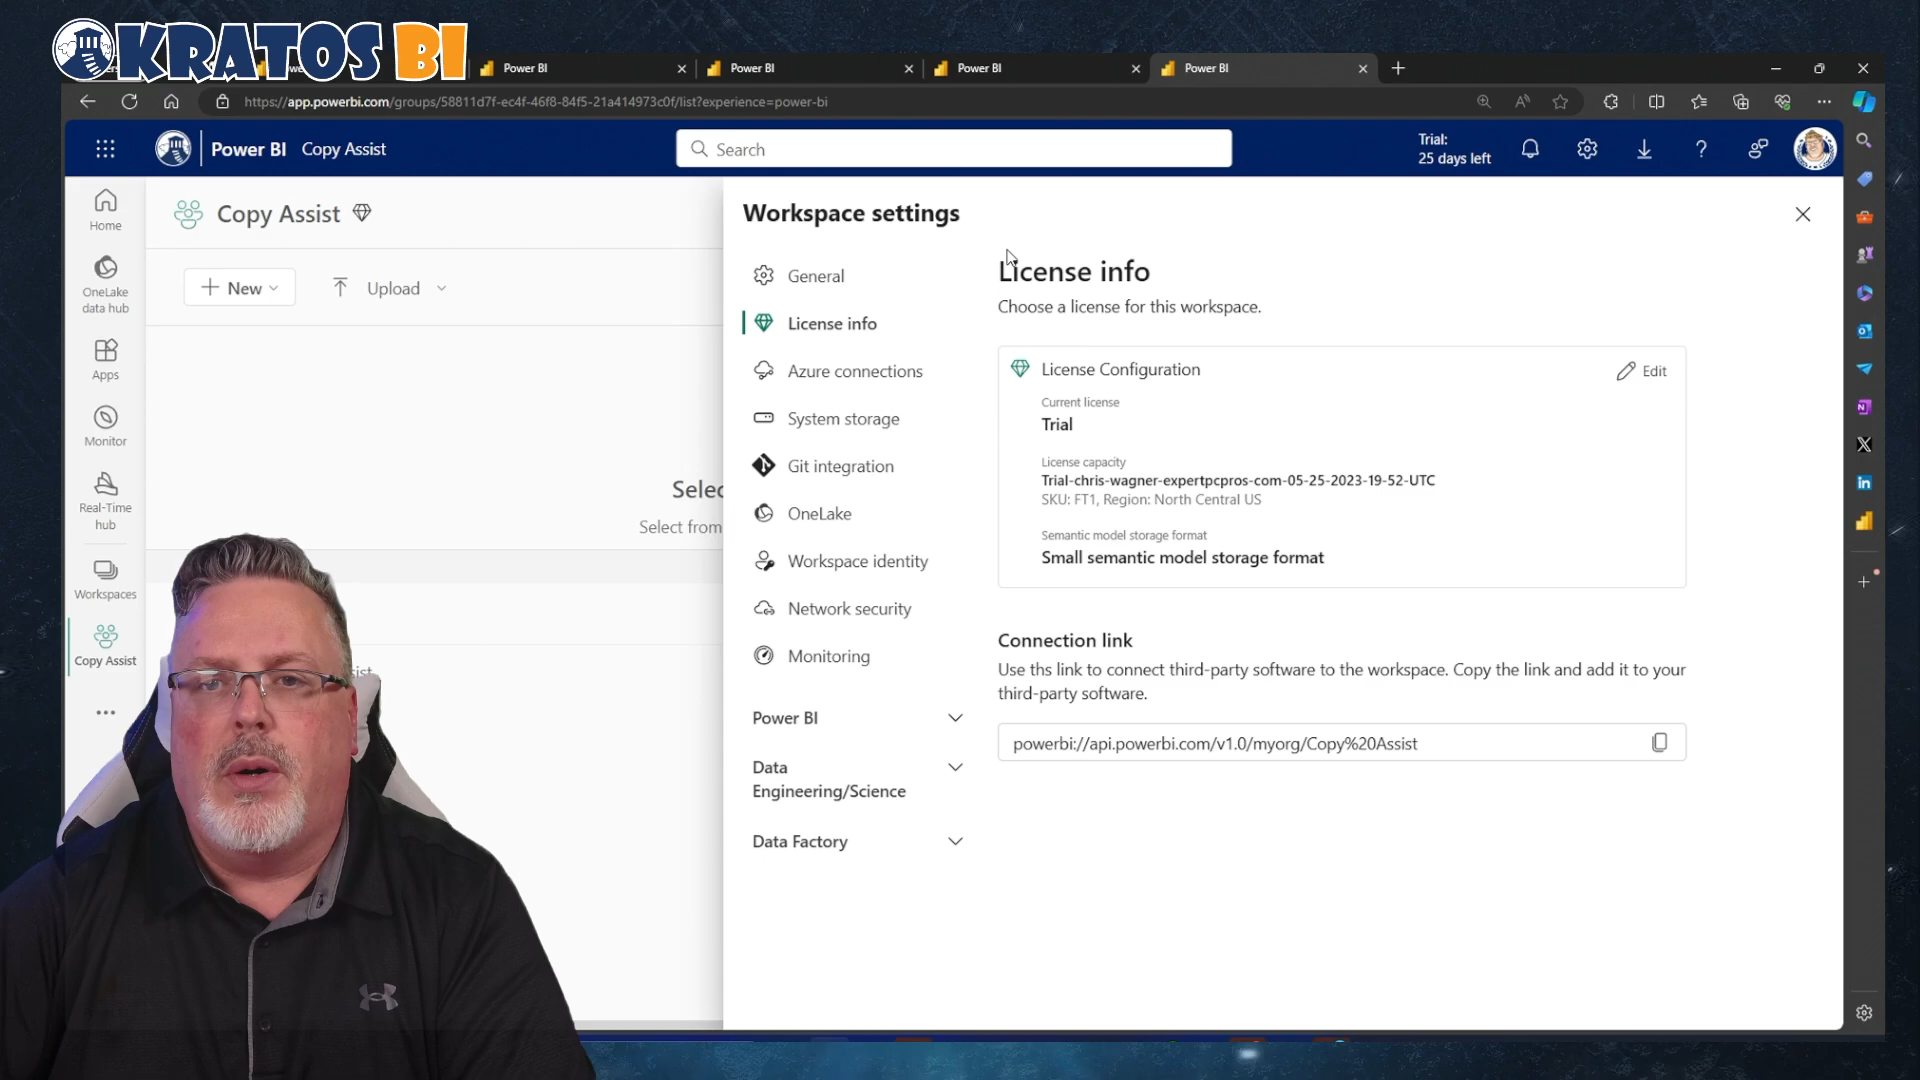 KRATOS BI
Power BI
Power BI
Power BI
Power BI
https://app.powerbi.com/groups/58811d7f-ec4f-46f8-84f5-21a414973c0f/list?experience=power-bi
Power BI
Copy Assist
Search
Trial:
25 days left
Home
OneLake
data hub
Apps
Monitor
Real-Time
hub
Workspaces
Copy Assist
Copy Assist
New
Upload
Selec
Select from
Workspace settings
General
License info
Azure connections
System storage
Git integration
OneLake
Workspace identity
Network security
Monitoring
Power BI
Data
Engineering/Science
Data Factory
License info
Choose a license for this workspace.
License Configuration
Edit
Current license
Trial
License capacity
Trial-chris-wagner-expertpcpros-com-05-25-2023-19-52-UTC
SKU: FT1, Region: North Central US
Semantic model storage format
Small semantic model storage format
Connection link
Use ths link to connect third-party software to the workspace. Copy the link and add it to your
third-party software.
powerbi://api.powerbi.com/v1.0/myorg/Copy%20Assist